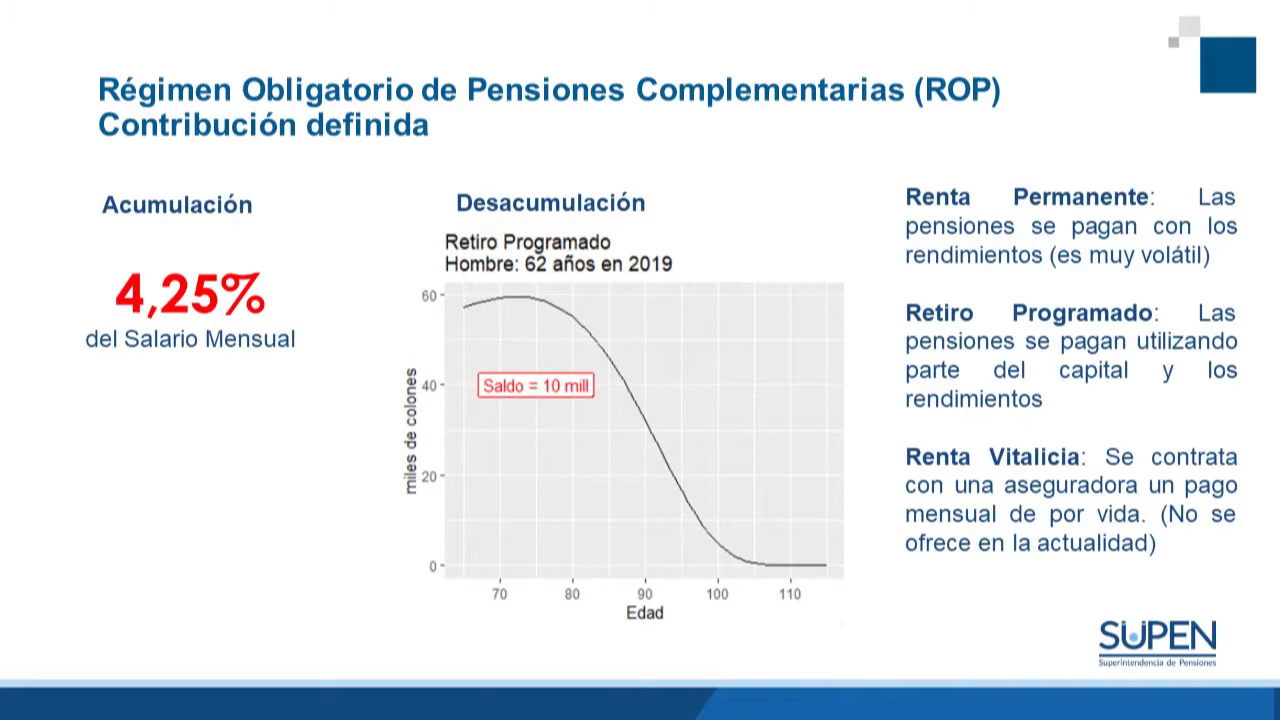 Régimen Obligatorio de Pensiones Complementarias (ROP)
Contribución definida
Acumulación
4,25%
del Salario Mensual
Desacumulación
Retiro Programado
Hombre: 62 años en 2019
miles de colones
60
40
20
0
Saldo = 10 mill
70 80 90 100 110
Edad
Renta Permanente: Las
pensiones se pagan con los
rendimientos (es muy volátil)
Retiro Programado: Las
pensiones se pagan utilizando
parte del capital y los
rendimientos
Renta Vitalicia: Se contrata
con una aseguradora un pago
mensual de por vida. (No se
ofrece en la actualidad)
SUPEN
Superintendencia de Pensiones